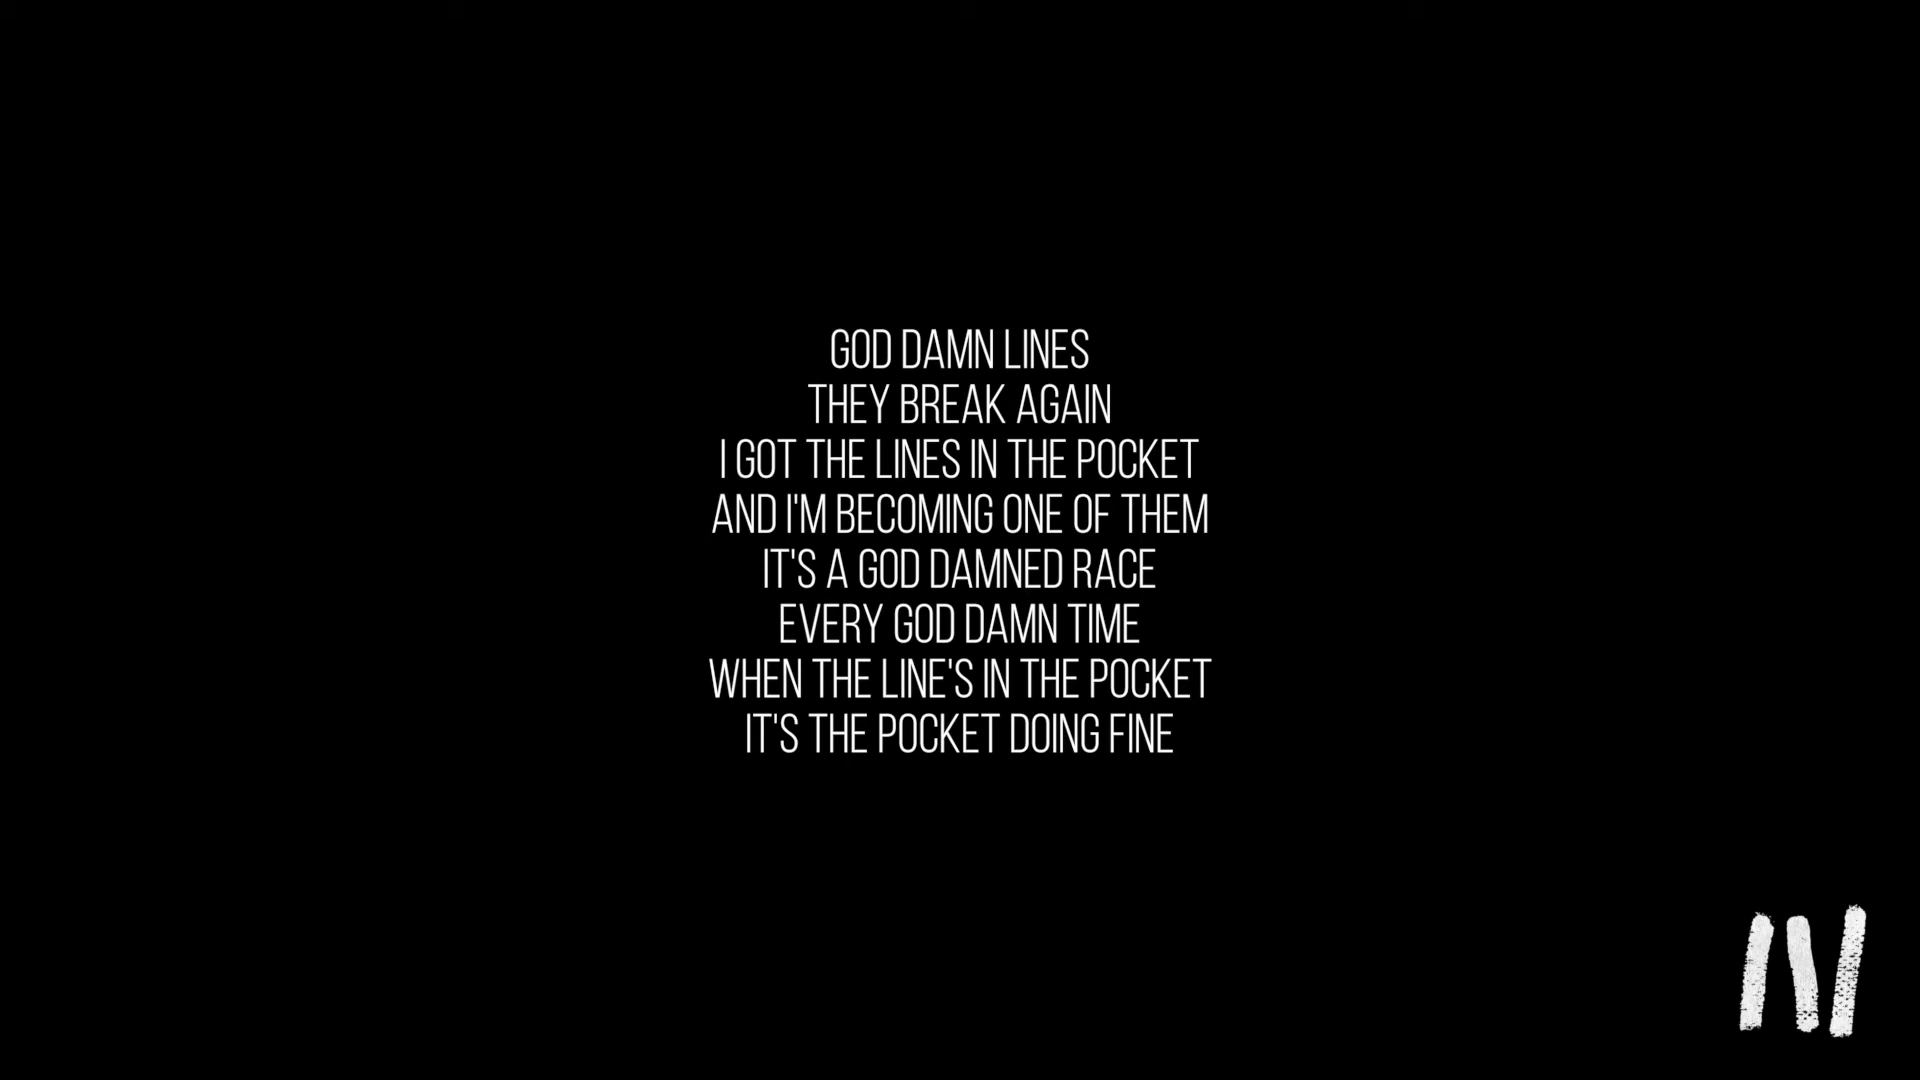 GOD DAMN LINES
THEY BREAK AGAIN
I GOT THE LINES IN THE POCKET
AND I'M BECOMING ONE OF THEM
IT'S A GOD DAMNED RACE
EVERY GOD DAMN TIME
WHEN THE LINE'S IN THE POCKET
IT'S THE POCKET DOING FINE